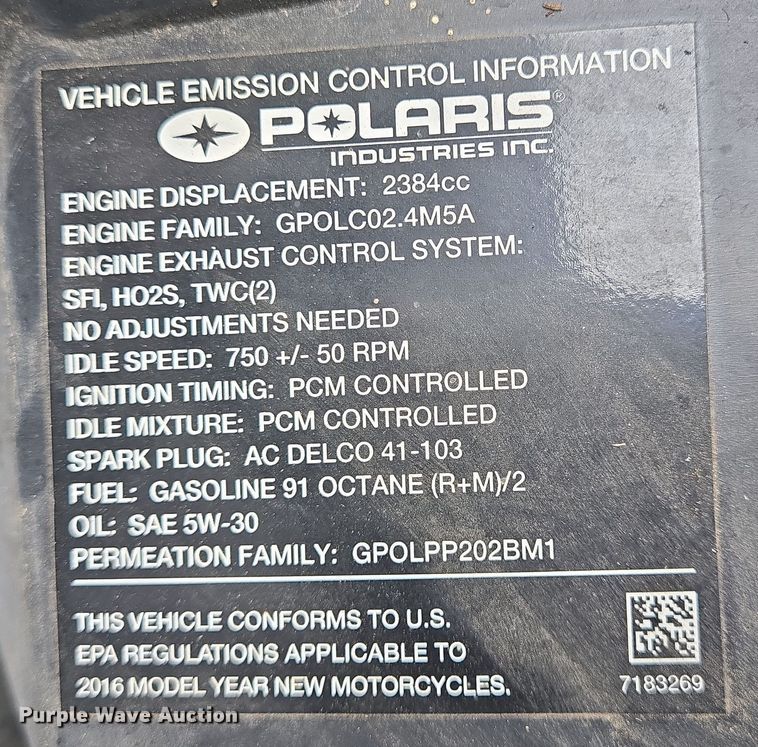 VEHICLE EMISSION CONTROL INFORMATION
POLARIS®
INDUSTRIES INC.
ENGINE DISPLACEMENT: 2384cc
ENGINE FAMILY: GPOLC02.4M5A
ENGINE EXHAUST CONTROL SYSTEM:
SFI, HO2S, TWC(2)
NO ADJUSTMENTS NEEDED
IDLE SPEED: 750 +/- 50 RPM
IGNITION TIMING: PCM CONTROLLED
IDLE MIXTURE: PCM CONTROLLED
SPARK PLUG: AC DELCO 41-103
FUEL: GASOLINE 91 OCTANE (R+M)/2
OIL: SAE 5W-30
PERMEATION FAMILY: GPOLPP202BM1
THIS VEHICLE CONFORMS TO U.S.
EPA REGULATIONS APPLICABLE TO
2016 MODEL YEAR NEW MOTORCYCLES.
7183269
Purple Wave Auction